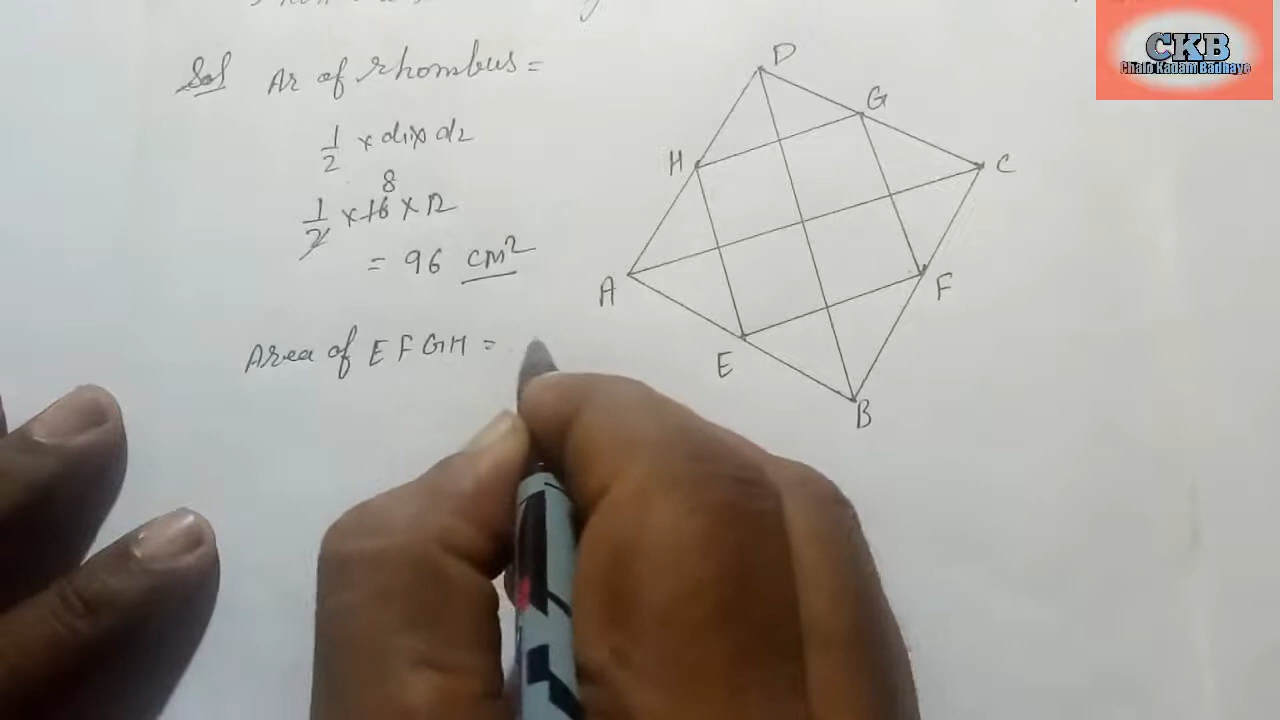 CKB
Chalo Kadam Badhaye
Sol Ar of rhombus =
1/2 × d1 × d2
8
1/2 × 16 × 12
= 96 cm²
Area of EFGH =
D
G
H
C
A
F
E
B